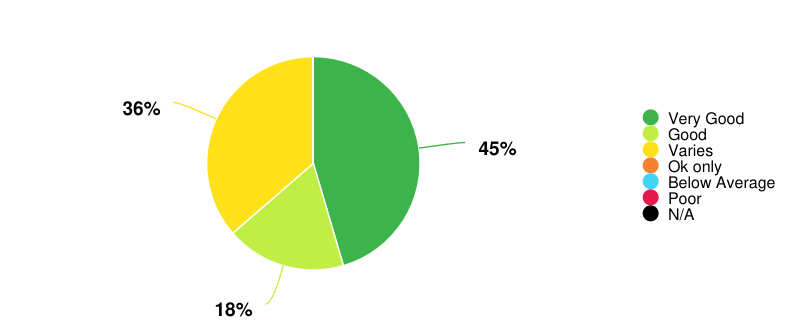 36%
45%
18%
Very Good
Good
Varies
Ok only
Below Average
Poor
N/A